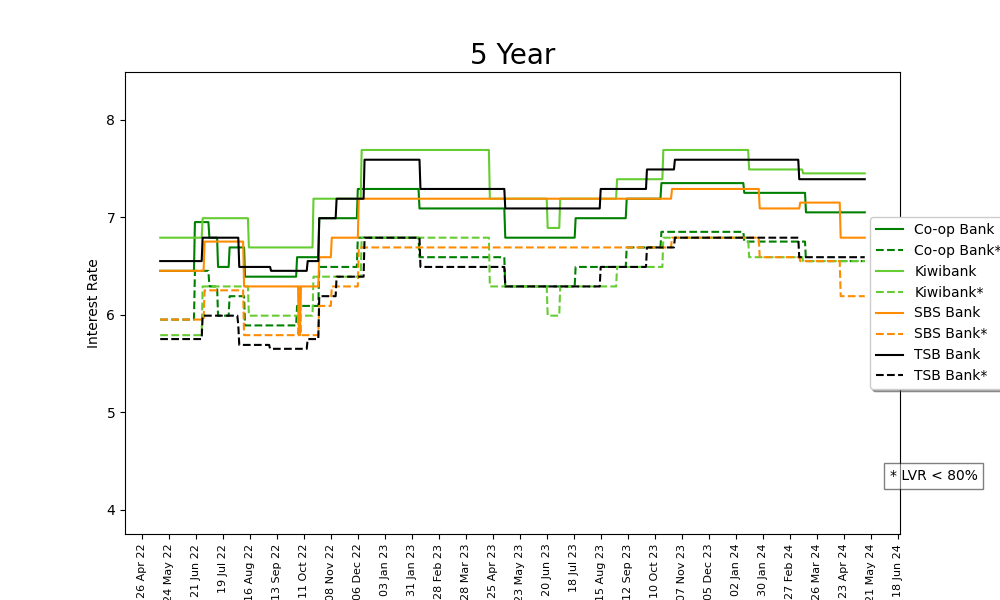 5 Year
Interest Rate
8
7
6
5
4
26 Apr 22
24 May 22
21 Jun 22
19 Jul 22
16 Aug 22
13 Sep 22
11 Oct 22
08 Nov 22
06 Dec 22
03 Jan 23
31 Jan 23
28 Feb 23
28 Mar 23
25 Apr 23
23 May 23
20 Jun 23
18 Jul 23
15 Aug 23
12 Sep 23
10 Oct 23
07 Nov 23
05 Dec 23
02 Jan 24
30 Jan 24
27 Feb 24
26 Mar 24
23 Apr 24
21 May 24
18 Jun 24
Co-op Bank
Co-op Bank*
Kiwibank
Kiwibank*
SBS Bank
SBS Bank*
TSB Bank
TSB Bank*
* LVR < 80%